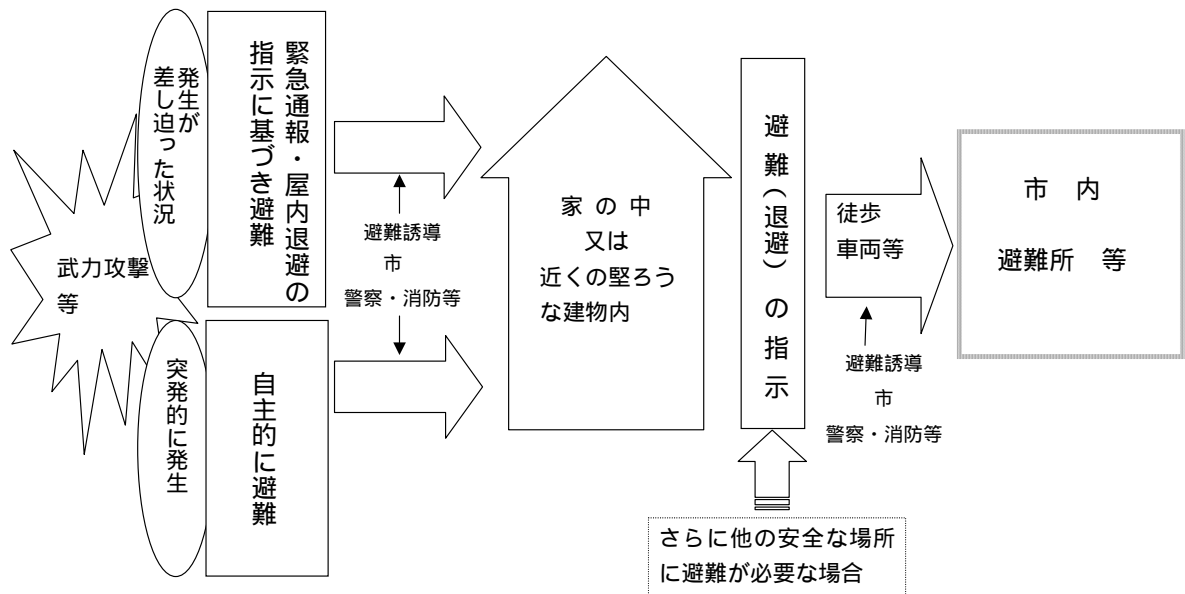 武力攻撃
等
発生が
差し迫った状況
緊急通報・屋内退避の
指示に基づき避難
突発的に発生
自主的に避難
避難誘導
市
警察・消防等
家の中
又は
近くの堅ろう
な建物内
避難(退避)の指示
さらに他の安全な場所
に避難が必要な場合
徒歩
車両等
避難誘導
市
警察・消防等
市 内
避難所 等